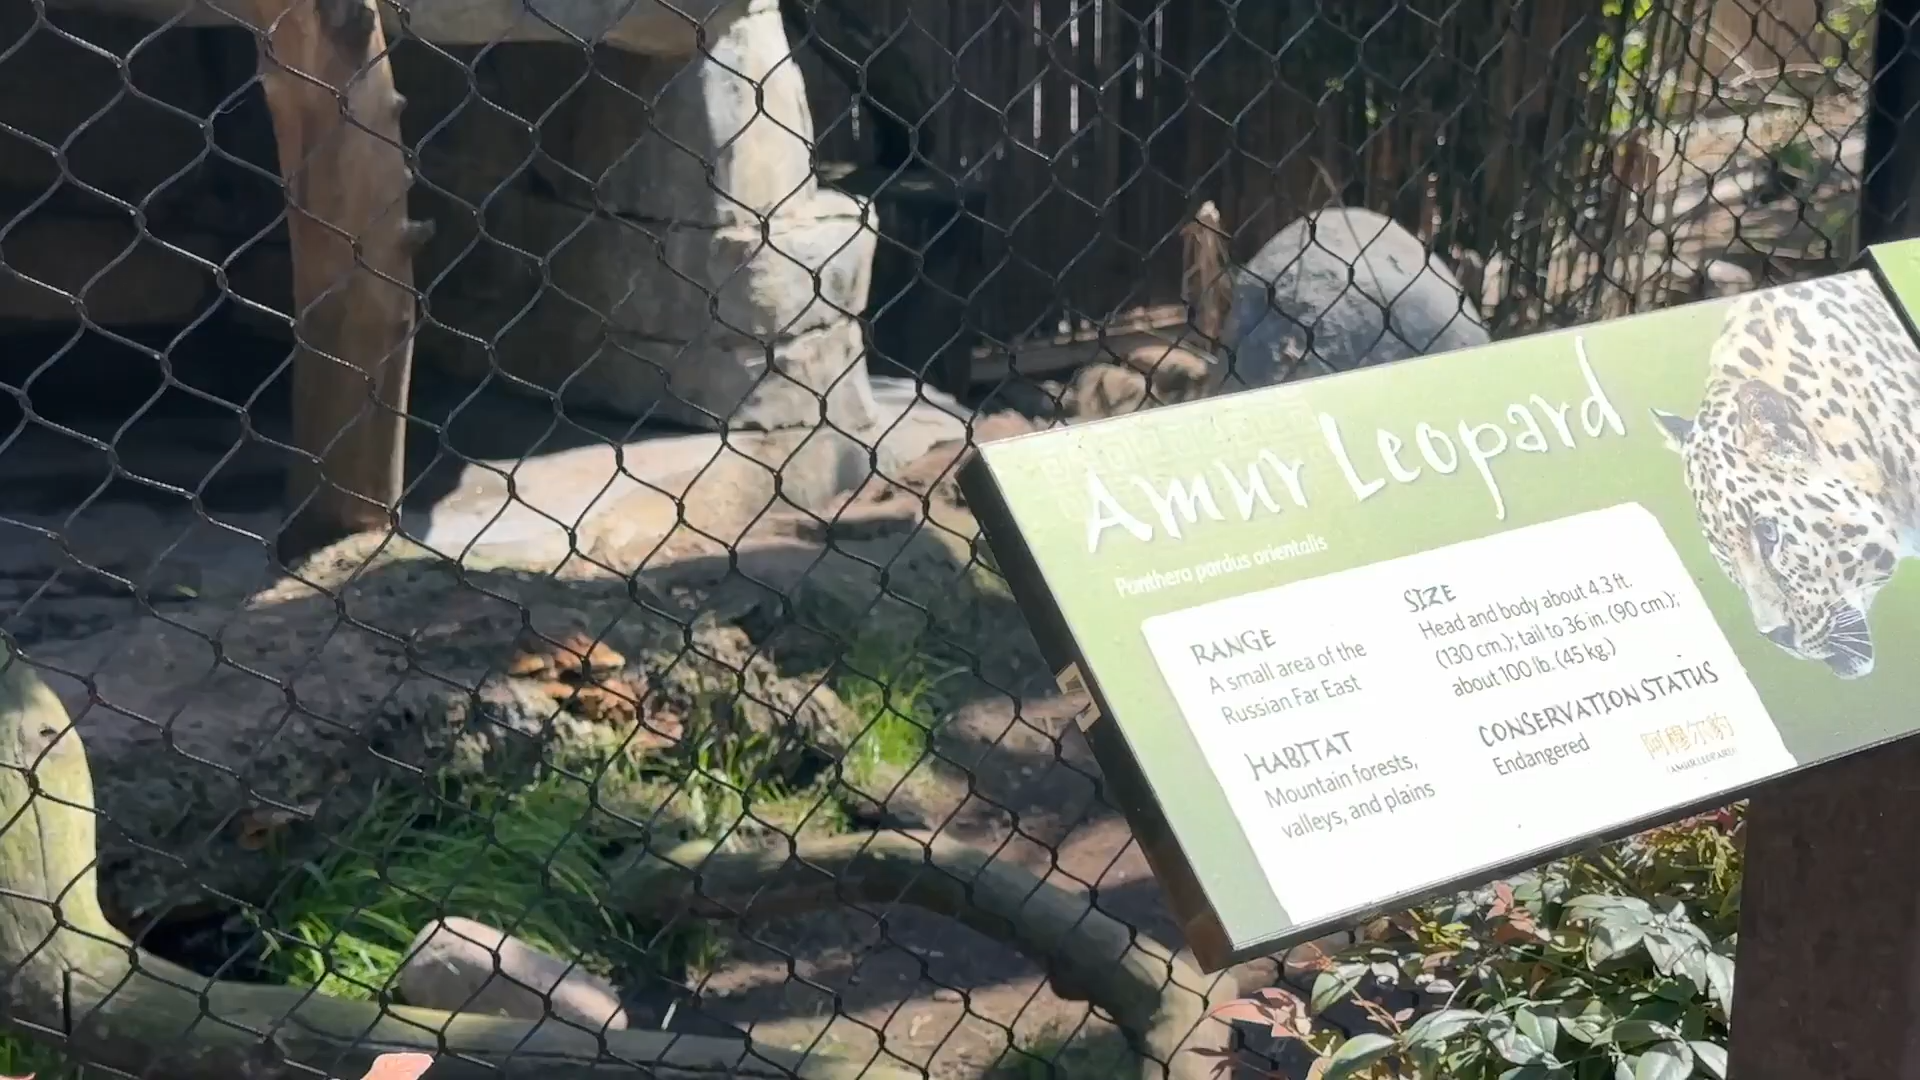 Amur Leopard
Panthera pardus orientalis
RANGE
A small area of the
Russian Far East
HABITAT
Mountain forests,
valleys, and plains
SIZE
Head and body about 4.3 ft.
(130 cm.); tail to 36 in. (90 cm.);
about 100 lb. (45 kg.)
CONSERVATION STATUS
Endangered
阿穆尔豹
(AMUR LEOPARD)